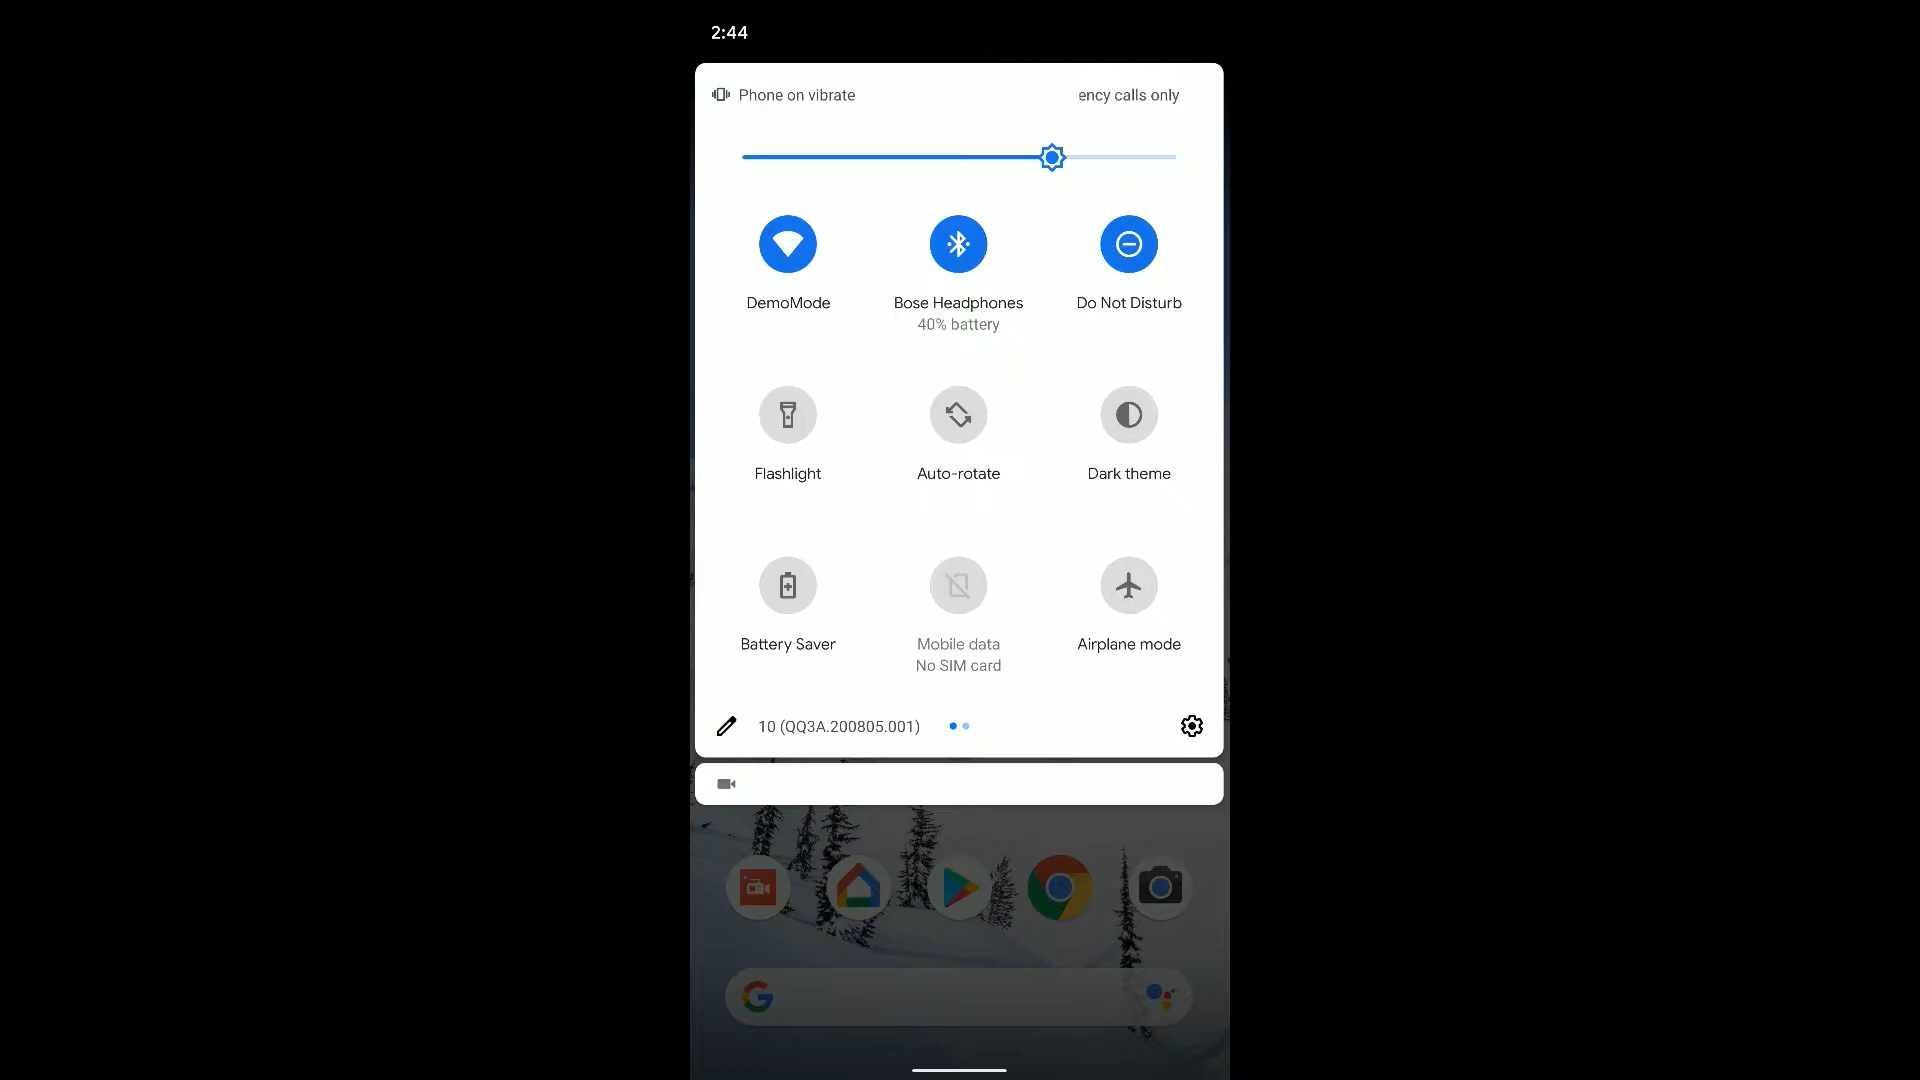 2:44
Phone on vibrate
ency calls only
DemoMode
Bose Headphones
40% battery
Do Not Disturb
Flashlight
Auto-rotate
Dark theme
Battery Saver
Mobile data
No SIM card
Airplane mode
10 (QQ3A.200805.001)